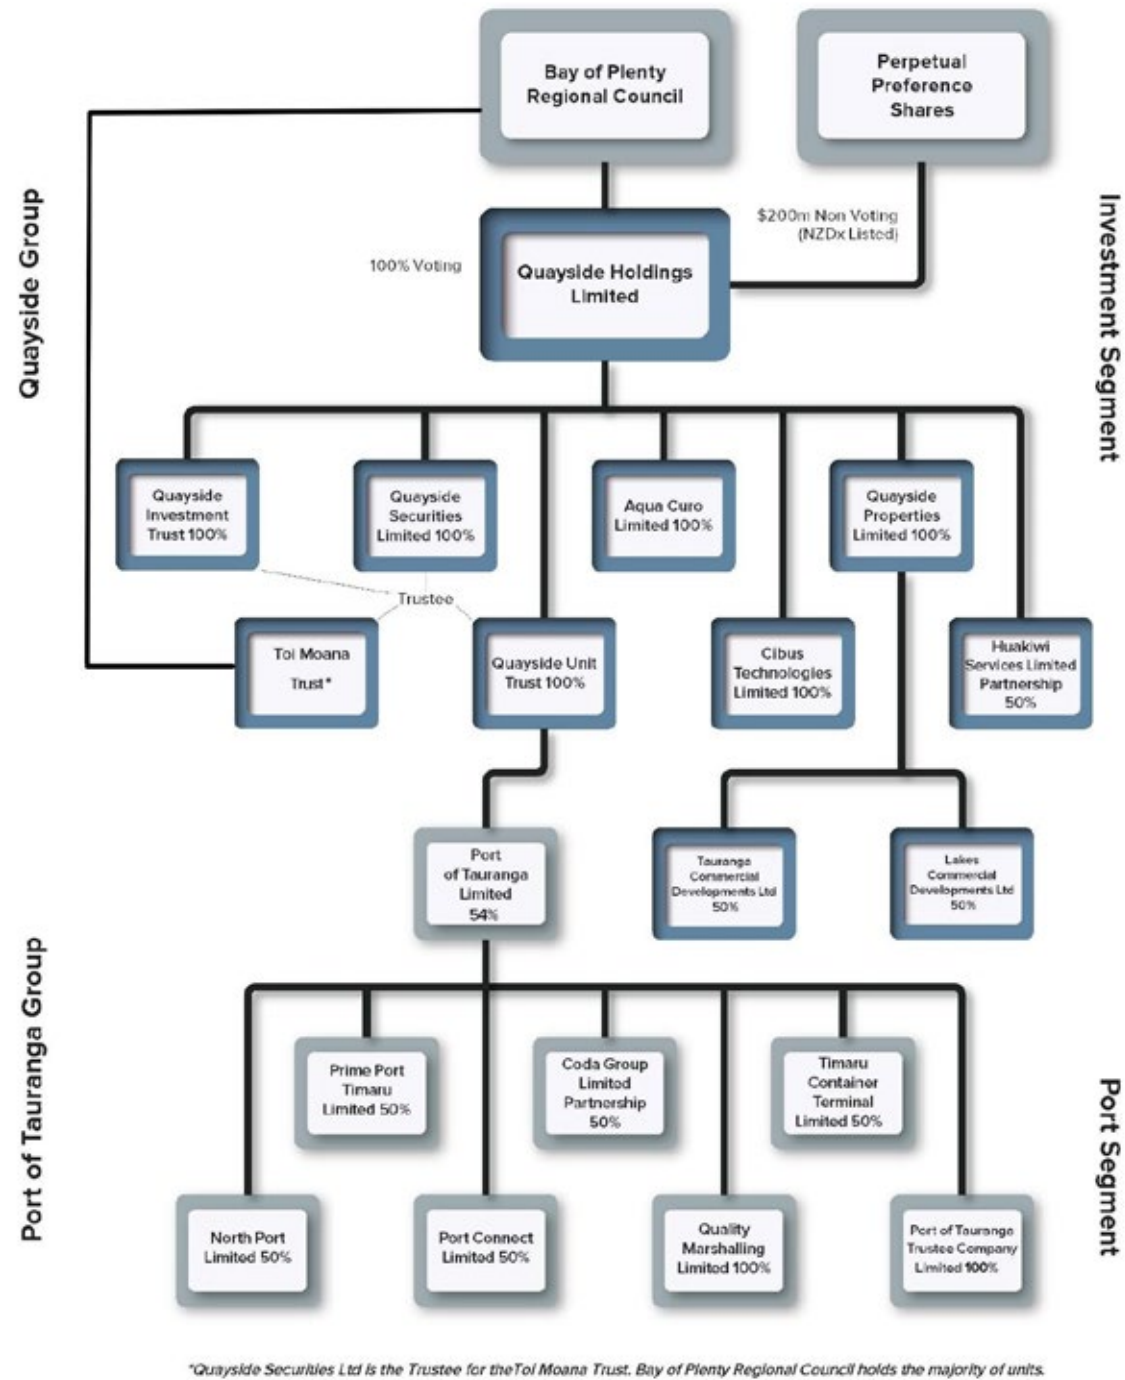 Bay of Plenty
Regional Council
Perpetual
Preference
Shares
Quayside Group
Investment Segment
$200m Non Voting
(NZDx Listed)
100% Voting
Quayside Holdings
Limited
Quayside
Investment
Trust 100%
Quayside
Securities
Limited 100%
Aqua Curo
Limited 100%
Quayside
Properties
Limited 100%
Trustee
Toi Moana
Trust*
Quayside Unit
Trust 100%
Cibus
Technologies
Limited 100%
Huakiwi
Services Limited
Partnership
50%
Port
of Tauranga
Limited
54%
Tauranga
Commercial
Developments Ltd
50%
Lakes
Commercial
Developments Ltd
50%
Port of Tauranga Group
Port Segment
Prime Port
Timaru
Limited 50%
Coda Group
Limited
Partnership
50%
Timaru
Container
Terminal
Limited 50%
North Port
Limited 50%
Port Connect
Limited 50%
Quality
Marshalling
Limited 100%
Port of Tauranga
Trustee Company
Limited 100%
*Quayside Securities Ltd is the Trustee for theToi Moana Trust. Bay of Plenty Regional Council holds the majority of units.